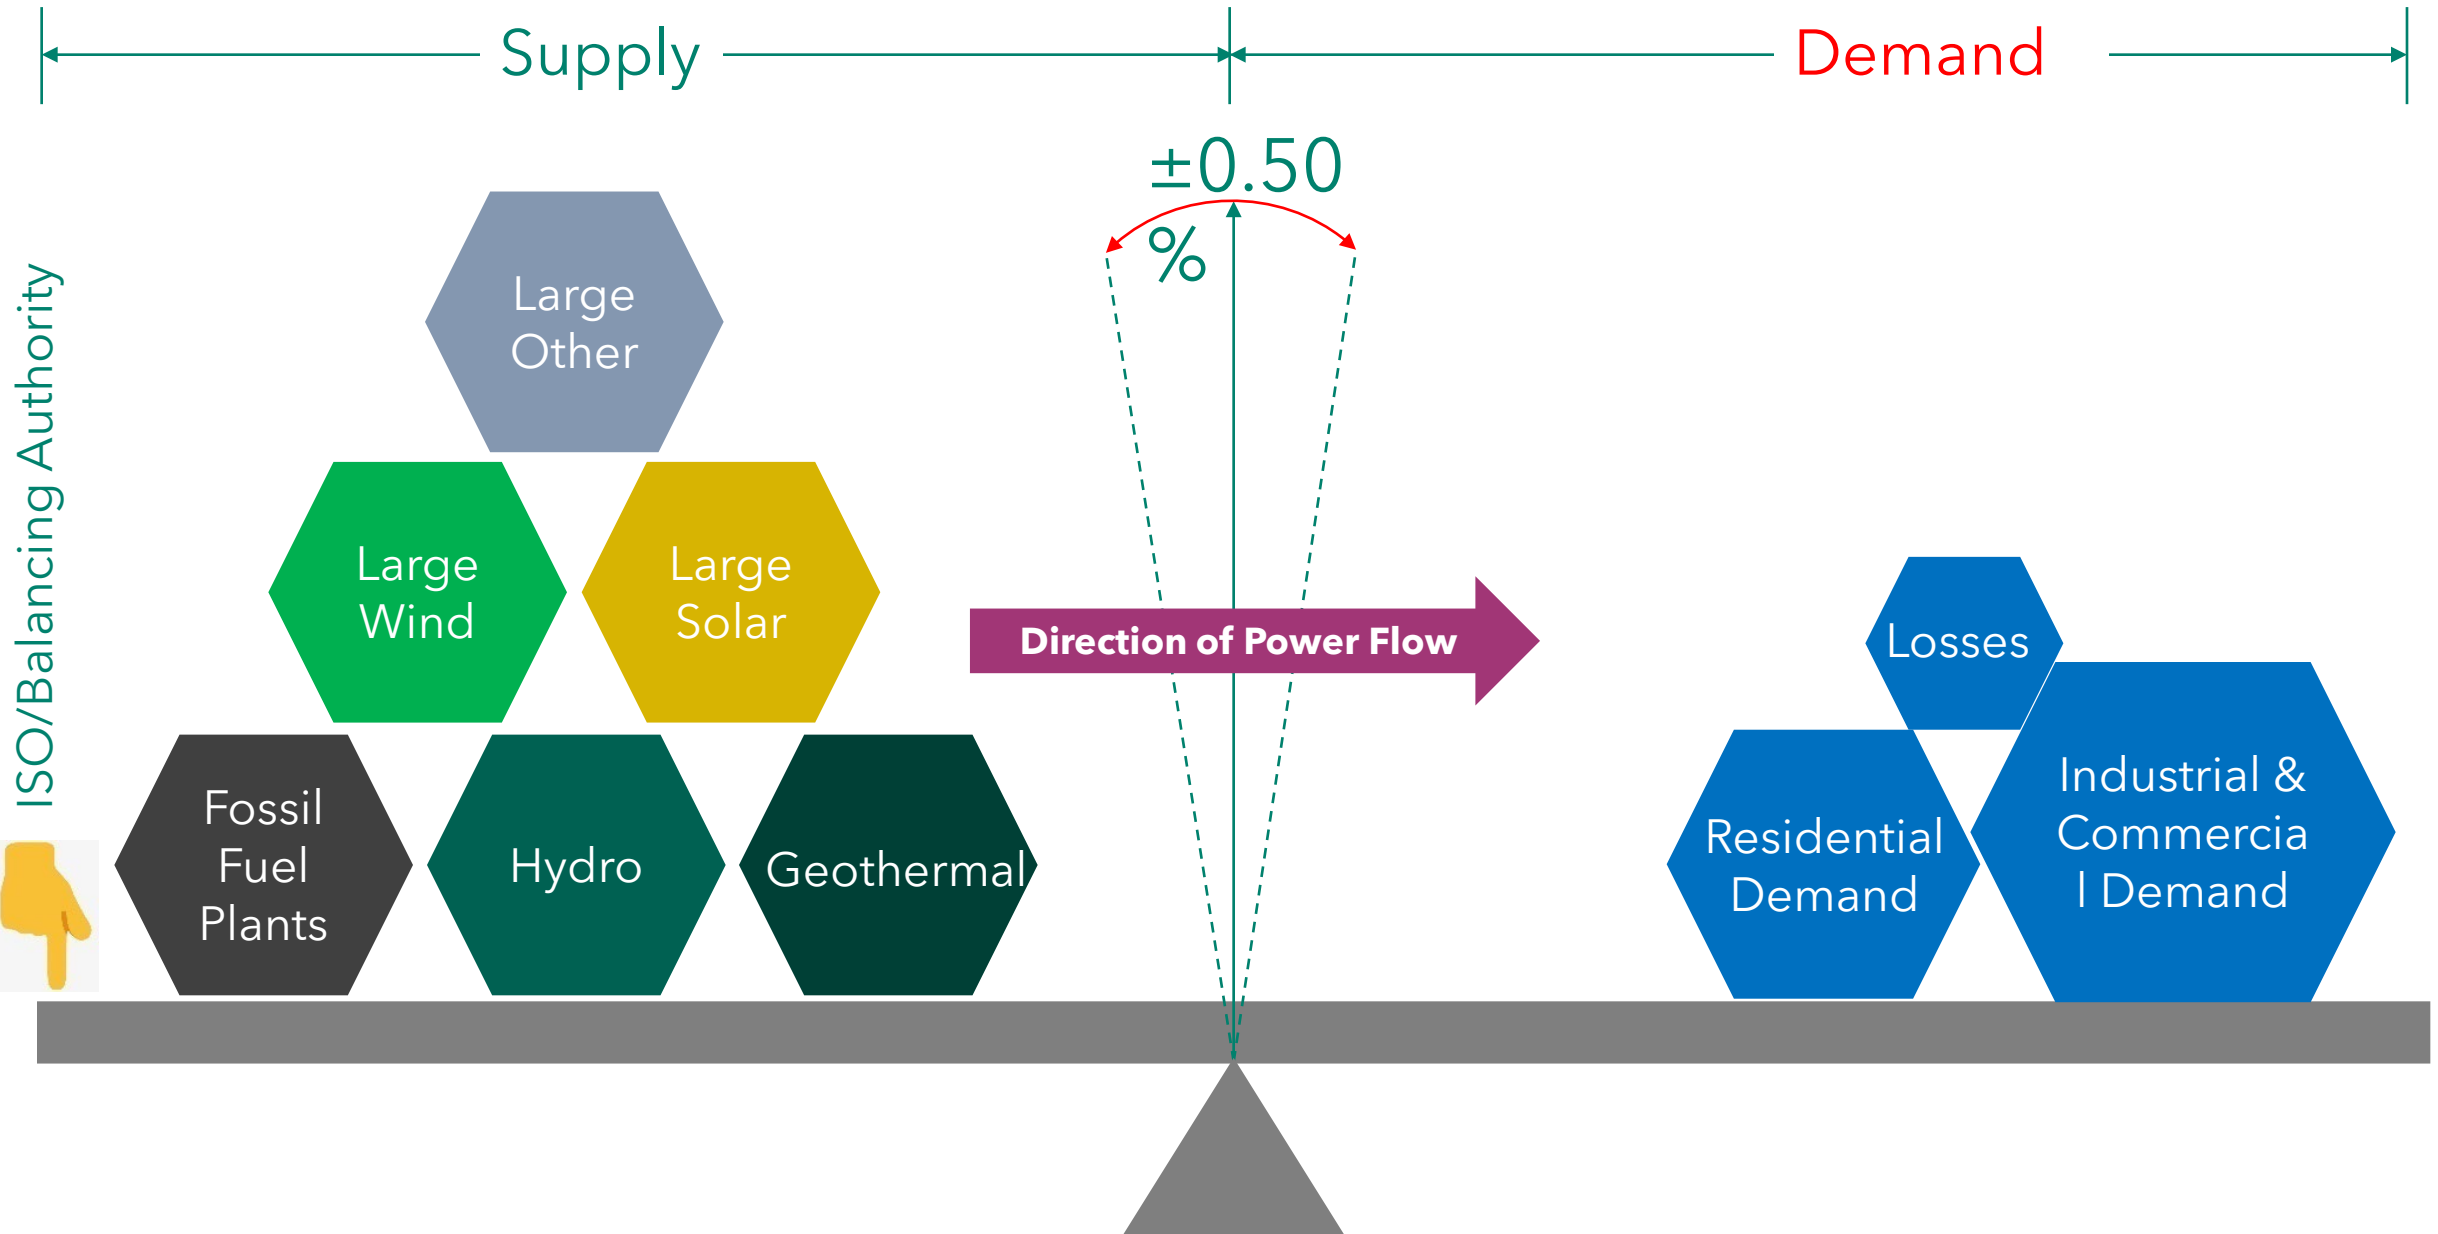 Supply
Demand
±0.50
%
ISO/Balancing Authority
Large
Other
Large
Wind
Large
Solar
Direction of Power Flow
Fossil
Fuel
Plants
Hydro
Geothermal
Losses
Residential
Demand
Industrial &
Commercia
l Demand